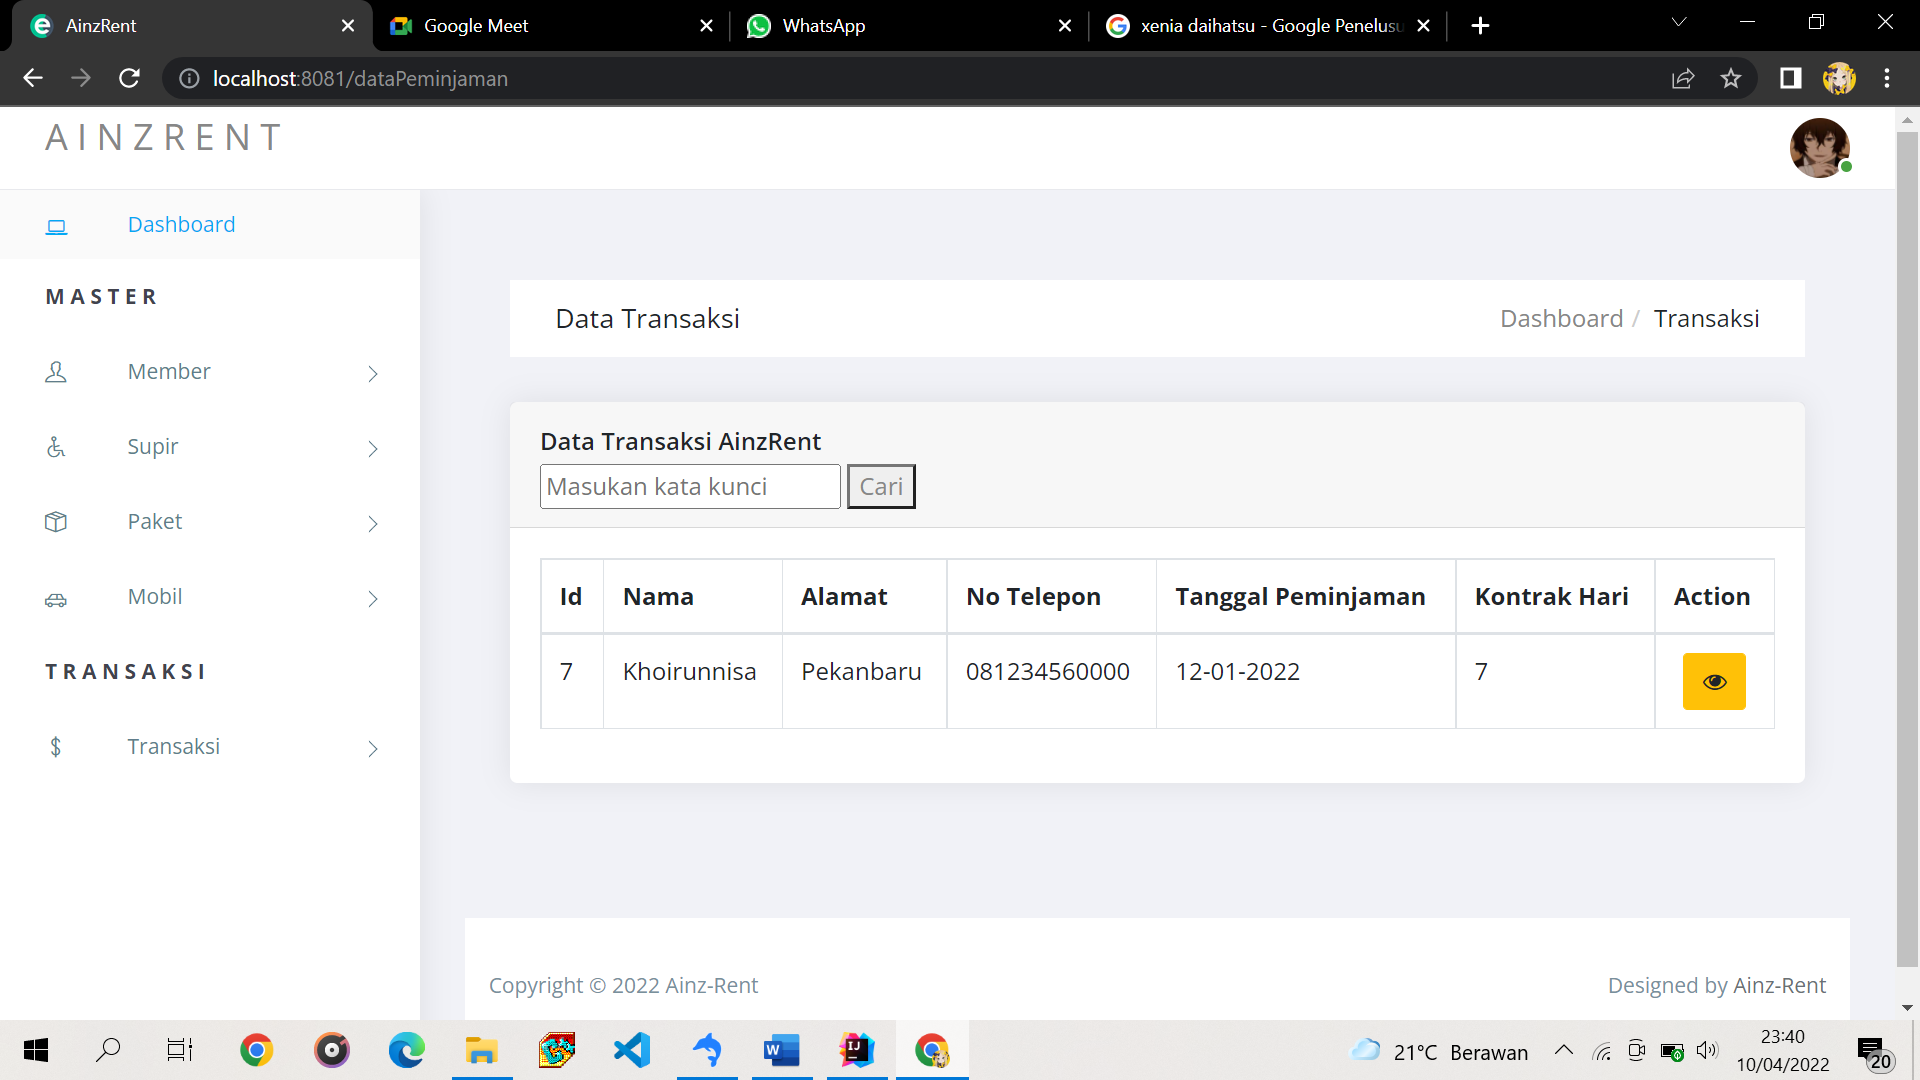 AinzRent
Google Meet
WhatsApp
xenia daihatsu - Google Penelusu
localhost:8081/dataPeminjaman
AINZRENT
Dashboard
MASTER
Member
Supir
Paket
Mobil
TRANSAKSI
Transaksi
Data Transaksi
Dashboard / Transaksi
Data Transaksi AinzRent
Masukan kata kunci Cari
Id Nama Alamat No Telepon Tanggal Peminjaman Kontrak Hari Action
7 Khoirunnisa Pekanbaru 081234560000 12-01-2022 7
Copyright © 2022 Ainz-Rent
Designed by Ainz-Rent
21°C Berawan
23:40
10/04/2022
20